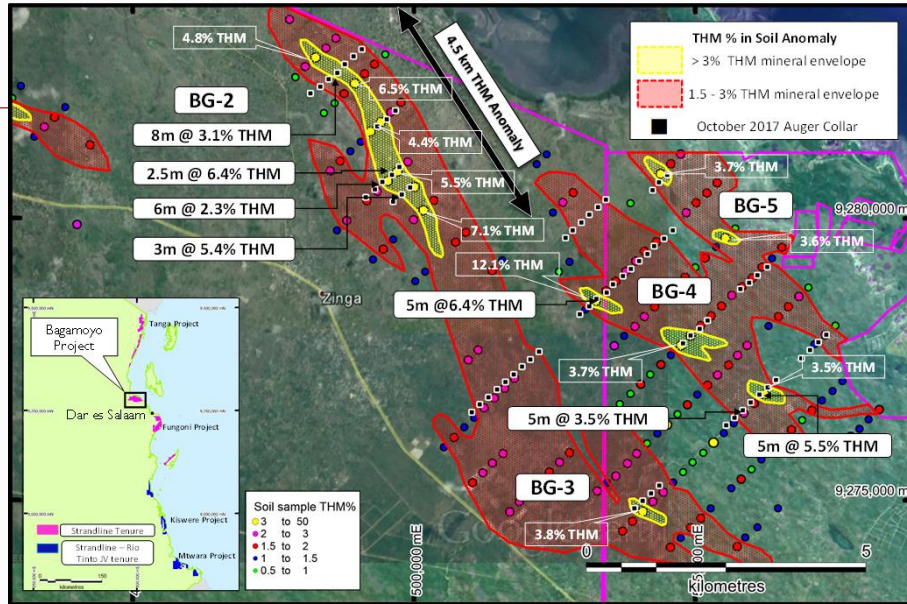 4.8% THM
BG-2
6.5% THM
8m @ 3.1% THM
4.4% THM
2.5m @ 6.4% THM
5.5% THM
6m @ 2.3% THM
7.1% THM
3m @ 5.4% THM
12.1% THM
5m @6.4% THM
4.5 km THM Anomaly
THM % in Soil Anomaly
> 3% THM mineral envelope
1.5 - 3% THM mineral envelope
October 2017 Auger Collar
3.7% THM
BG-5
9,280,000 m
3.6% THM
BG-4
Zinga
3.7% THM
3.5% THM
5m @ 3.5% THM
5m @ 5.5% THM
BG-3
9,275,000 m
3.8% THM
500,000 mE
0
5
kilometres
Bagamoyo
Project
Tanga Project
Dar es Salaam
Fungoni Project
Kiswere Project
Mtwara Project
Strandline Tenure
Strandline – Rio
Tinto JV tenure
0
150
kilometres
Soil sample THM%
3 to 50
2 to 3
1.5 to 2
1 to 1.5
0.5 to 1